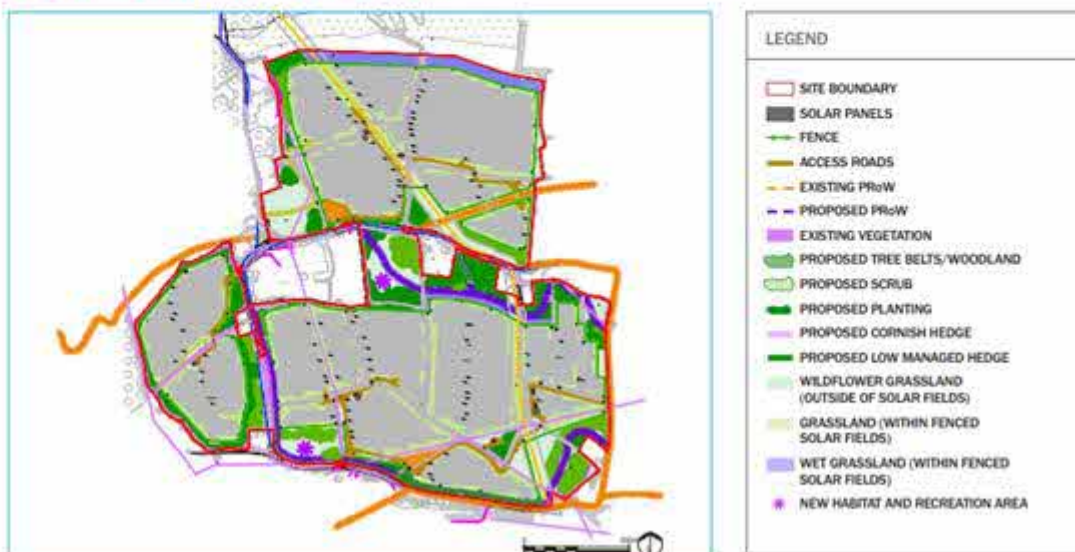 LEGEND
SITE BOUNDARY
SOLAR PANELS
FENCE
ACCESS ROADS
EXISTING PRoW
PROPOSED PRoW
EXISTING VEGETATION
PROPOSED TREE BELTS/WOODLAND
PROPOSED SCRUB
PROPOSED PLANTING
PROPOSED CORNISH HEDGE
PROPOSED LOW MANAGED HEDGE
WILDFLOWER GRASSLAND
(OUTSIDE OF SOLAR FIELDS)
GRASSLAND (WITHIN FENCED
SOLAR FIELDS)
WET GRASSLAND (WITHIN FENCED
SOLAR FIELDS)
NEW HABITAT AND RECREATION AREA